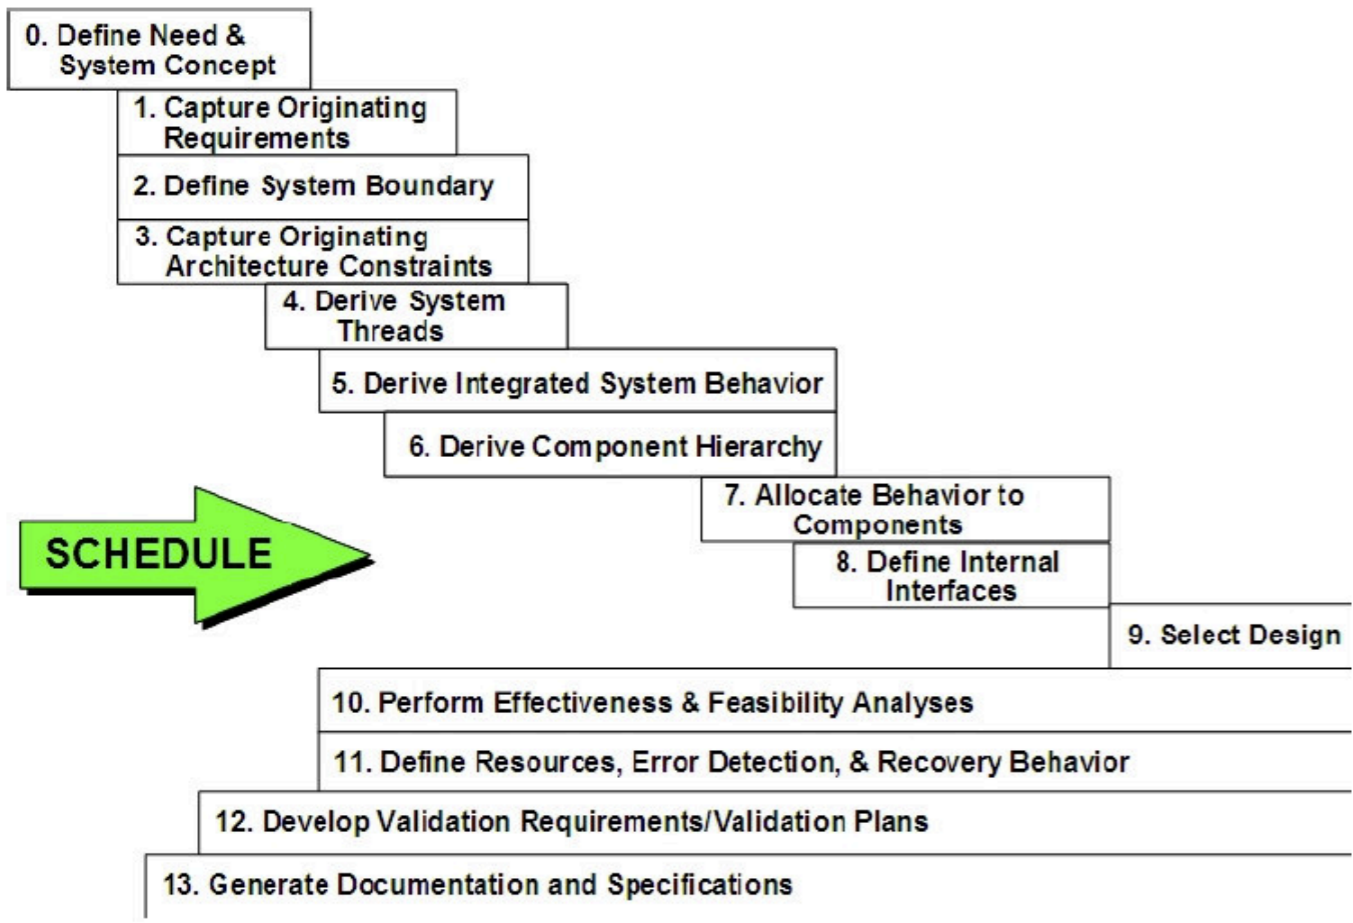 0. Define Need &
System Concept
1. Capture Originating
Requirements
2. Define System Boundary
3. Capture Originating
Architecture Constraints
4. Derive System
Threads
5. Derive Integrated System Behavior
6. Derive Component Hierarchy
7. Allocate Behavior to
Components
SCHEDULE
8. Define Internal
Interfaces
9. Select Design
10. Perform Effectiveness & Feasibility Analyses
11. Define Resources, Error Detection, & Recovery Behavior
12. Develop Validation Requirements/Validation Plans
13. Generate Documentation and Specifications